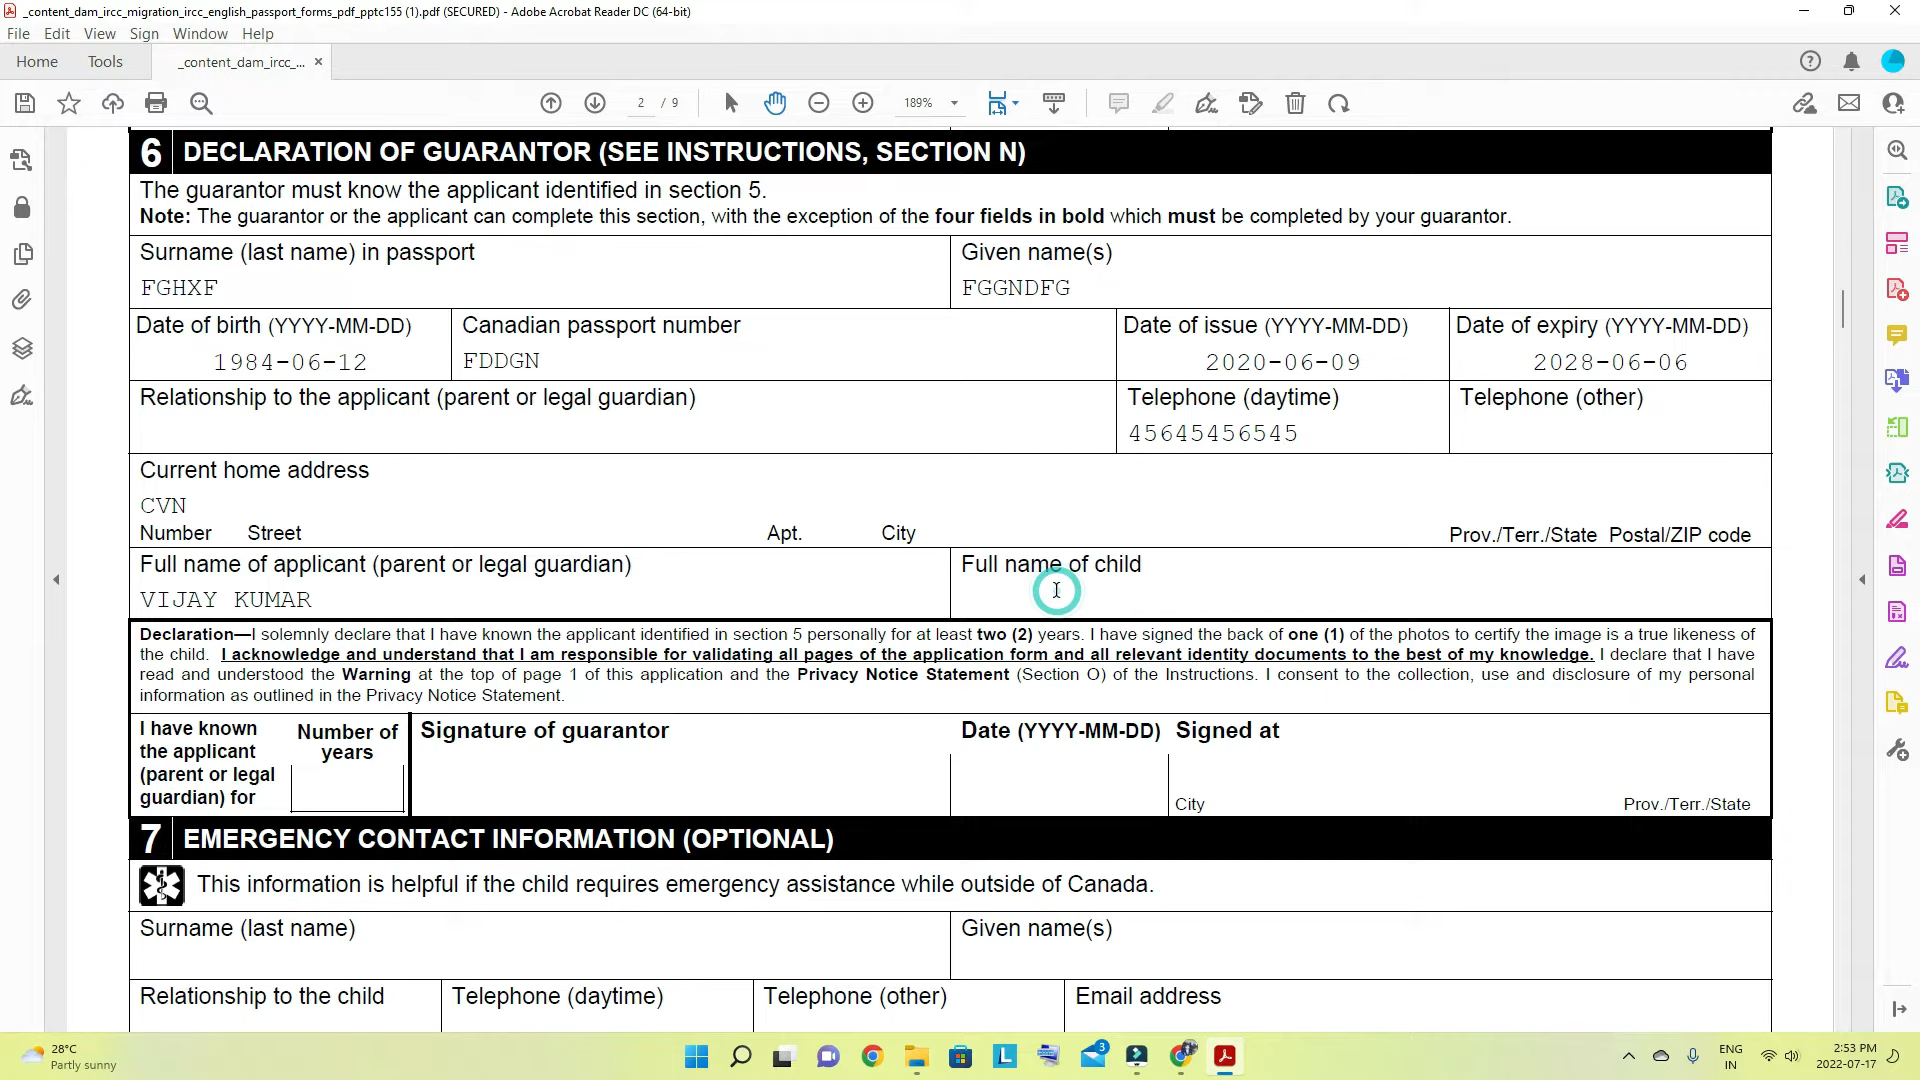 _content_dam_ircc_migration_ircc_english_passport_forms_pdf_pptc155 (1).pdf (SECURED) - Adobe Acrobat Reader DC (64-bit)
File Edit View Sign Window Help
Home Tools _content_dam_ircc_...
2 / 9 189%
6 DECLARATION OF GUARANTOR (SEE INSTRUCTIONS, SECTION N)
The guarantor must know the applicant identified in section 5.
Note: The guarantor or the applicant can complete this section, with the exception of the four fields in bold which must be completed by your guarantor.
Surname (last name) in passport Given name(s)
FGHXF FGGNDFG
Date of birth (YYYY-MM-DD) Canadian passport number Date of issue (YYYY-MM-DD) Date of expiry (YYYY-MM-DD)
1984-06-12 FDDGN 2020-06-09 2028-06-06
Relationship to the applicant (parent or legal guardian) Telephone (daytime) Telephone (other)
45645456545
Current home address
CVN
Number Street Apt. City Prov./Terr./State Postal/ZIP code
Full name of applicant (parent or legal guardian) Full name of child
VIJAY KUMAR
Declaration—I solemnly declare that I have known the applicant identified in section 5 personally for at least two (2) years. I have signed the back of one (1) of the photos to certify the image is a true likeness of
the child. I acknowledge and understand that I am responsible for validating all pages of the application form and all relevant identity documents to the best of my knowledge. I declare that I have
read and understood the Warning at the top of page 1 of this application and the Privacy Notice Statement (Section O) of the Instructions. I consent to the collection, use and disclosure of my personal
information as outlined in the Privacy Notice Statement.
I have known
the applicant
(parent or legal
guardian) for
Number of
years
Signature of guarantor Date (YYYY-MM-DD) Signed at
City Prov./Terr./State
7 EMERGENCY CONTACT INFORMATION (OPTIONAL)
This information is helpful if the child requires emergency assistance while outside of Canada.
Surname (last name) Given name(s)
Relationship to the child Telephone (daytime) Telephone (other) Email address
28°C
Partly sunny
3
ENG
IN
2:53 PM
2022-07-17